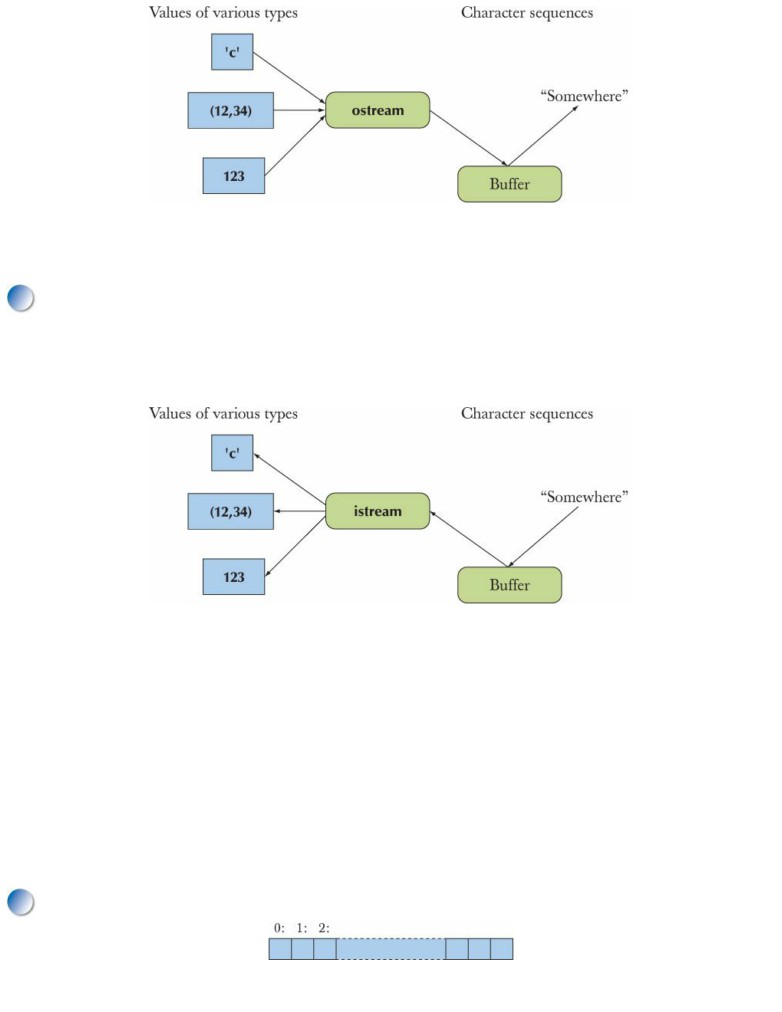 Values of various types Character sequences
'c'
"Somewhere"
(12,34) ostream
123
Buffer
Values of various types Character sequences
'c'
"Somewhere"
(12,34) istream
123
Buffer
0: 1: 2: